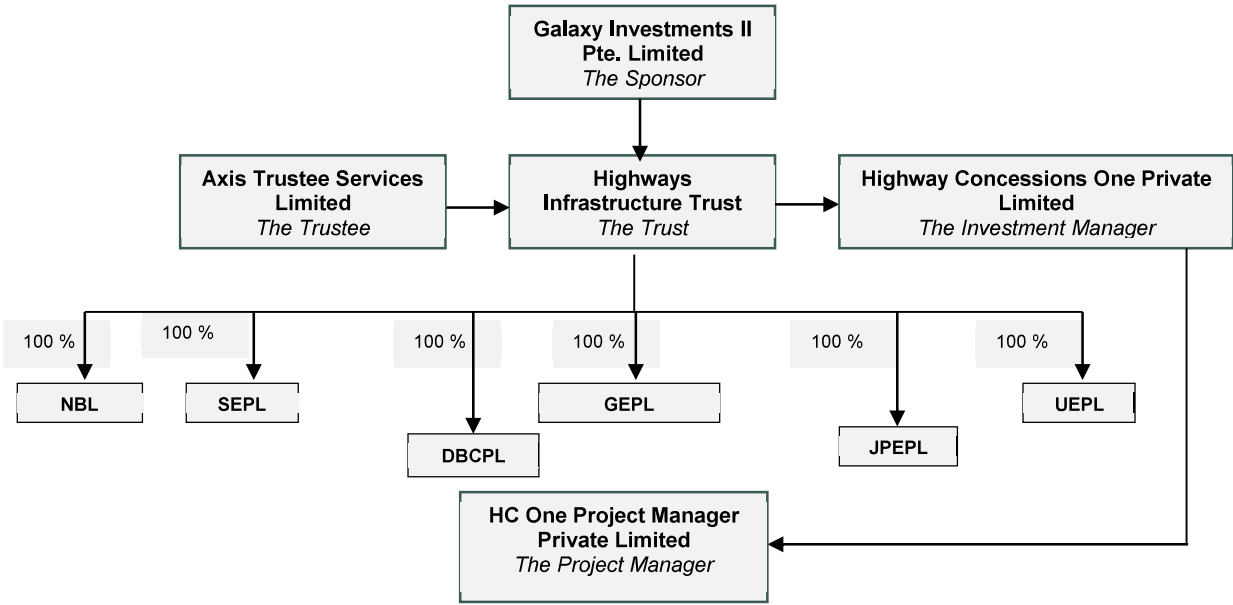 Galaxy Investments II
Pte. Limited
The Sponsor
Axis Trustee Services
Limited
The Trustee
Highways
Infrastructure Trust
The Trust
Highway Concessions One Private
Limited
The Investment Manager
100 %
100 %
100 %
100 %
100 %
100 %
NBL
SEPL
DBCPL
GEPL
JPEPL
UEPL
HC One Project Manager
Private Limited
The Project Manager